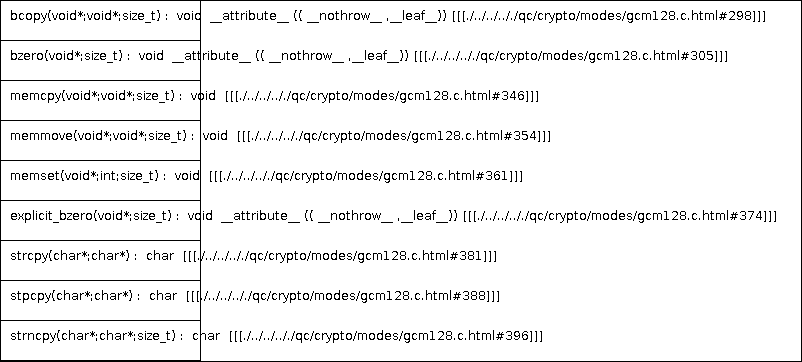 bcopy(void*;void*;size_t) : void __attribute__ (( __nothrow__ ,__leaf__)) [[[./../../../qc/crypto/modes/gcm128.c.html#298]]]
bzero(void*;size_t) : void __attribute__ (( __nothrow__ ,__leaf__)) [[[./../../../qc/crypto/modes/gcm128.c.html#305]]]
memcpy(void*;void*;size_t) : void [[[./../../../qc/crypto/modes/gcm128.c.html#346]]]
memmove(void*;void*;size_t) : void [[[./../../../qc/crypto/modes/gcm128.c.html#354]]]
memset(void*;int;size_t) : void [[[./../../../qc/crypto/modes/gcm128.c.html#361]]]
explicit_bzero(void*;size_t) : void __attribute__ (( __nothrow__ ,__leaf__)) [[[./../../../qc/crypto/modes/gcm128.c.html#374]]]
strcpy(char*;char*) : char [[[./../../../qc/crypto/modes/gcm128.c.html#381]]]
stpcpy(char*;char*) : char [[[./../../../qc/crypto/modes/gcm128.c.html#388]]]
strncpy(char*;char*;size_t) : char [[[./../../../qc/crypto/modes/gcm128.c.html#396]]]